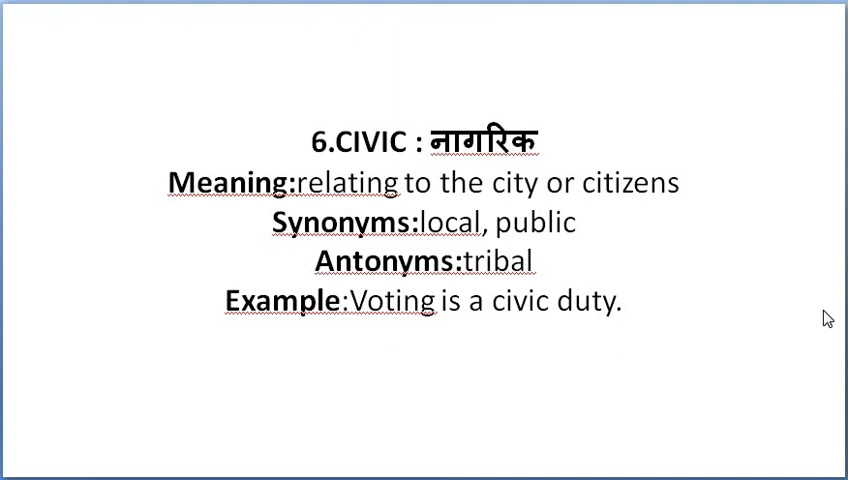 6.CIVIC : नागरिक
Meaning:relating to the city or citizens
Synonyms:local, public
Antonyms:tribal
Example:Voting is a civic duty.